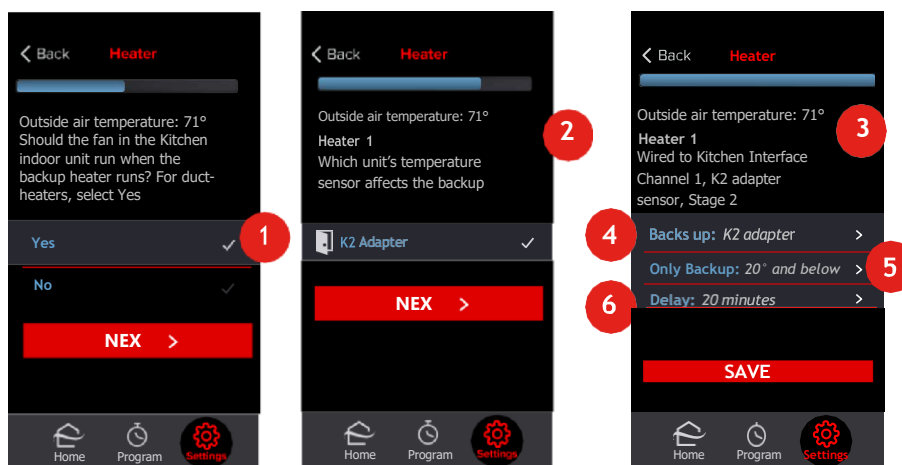 Back Heater
Outside air temperature: 71°
Should the fan in the Kitchen
indoor unit run when the
backup heater runs? For duct-
heaters, select Yes
Yes
1
No
NEX >
Home Program Settings
Back Heater
Outside air temperature: 71°
2
Heater 1
Which unit's temperature
sensor affects the backup
K2 Adapter
NEX >
Home Program Settings
Back Heater
Outside air temperature: 71°
3
Heater 1
Wired to Kitchen Interface
Channel 1, K2 adapter
sensor, Stage 2
4
Backs up: K2 adapter >
Only Backup: 20° and below >
5
6
Delay: 20 minutes >
SAVE
Home Program Settings